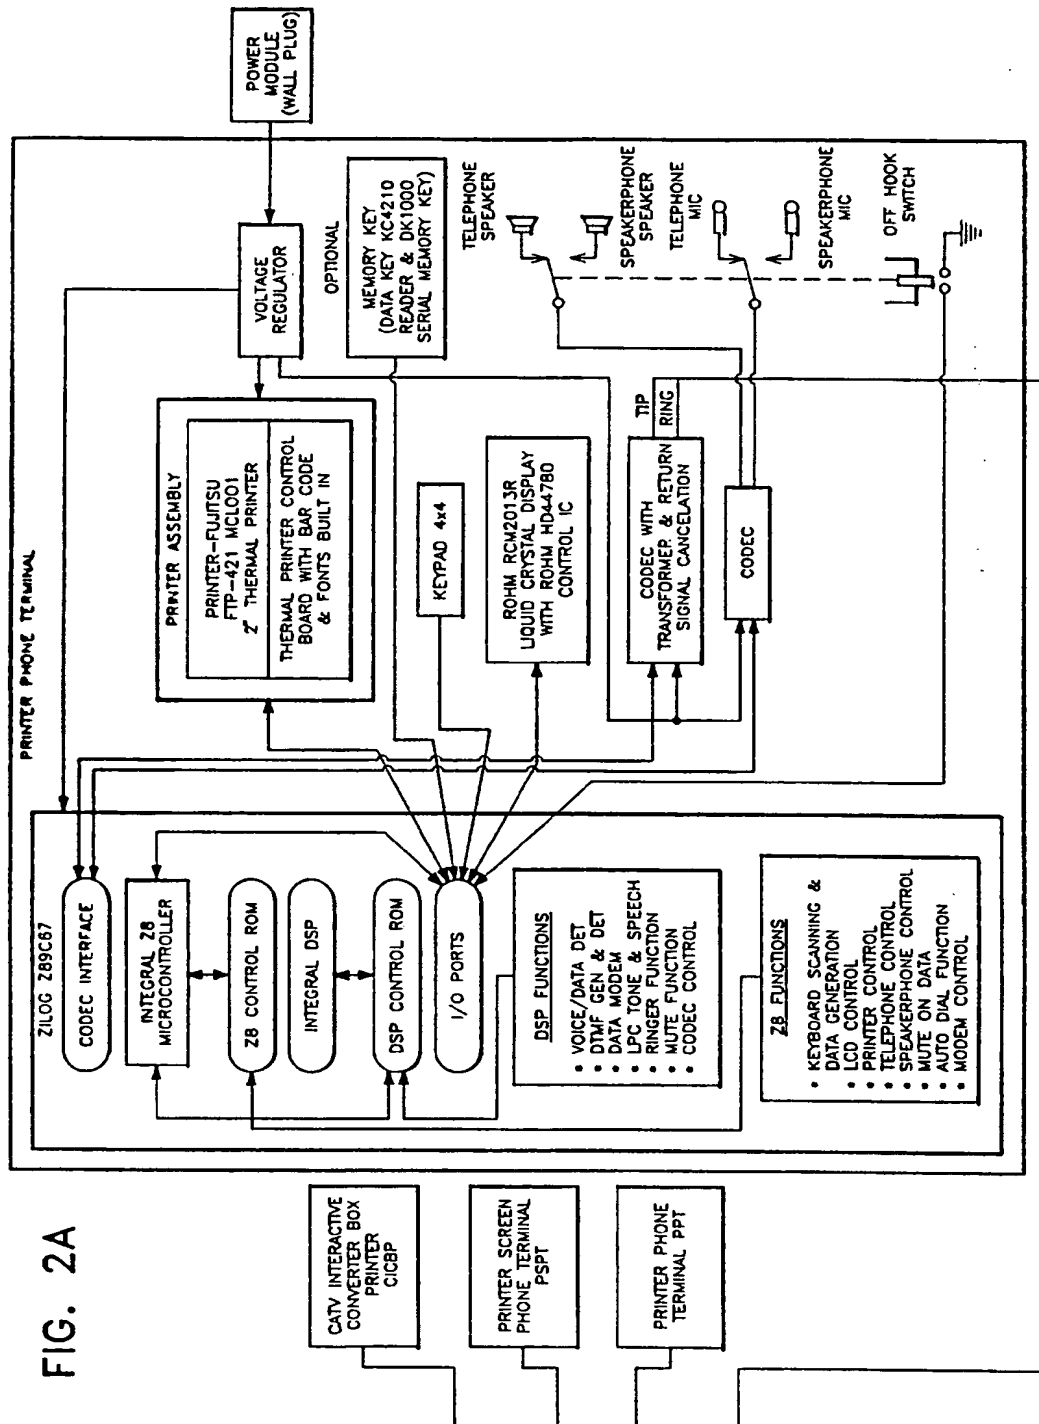 FIG. 2A
PRINTER PHONE TERMINAL
POWER
MODULE
(WALL PLUG)
VOLTAGE
REGULATOR
PRINTER ASSEMBLY
PRINTER-FUJITSU
FTP-421 MCL001
2" THERMAL PRINTER
THERMAL PRINTER CONTROL
BOARD WITH BAR CODE
& FONTS BUILT IN
OPTIONAL
MEMORY KEY
(DATA KEY KC4210
READER & DK1000
SERIAL MEMORY KEY)
KEYPAD 4x4
ROHM RCM2013R
LIQUID CRYSTAL DISPLAY
WITH ROHM HD44780
CONTROL IC
CODEC WITH
TRANSFORMER & RETURN
SIGNAL CANCELATION
TIP
RING
CODEC
TELEPHONE
SPEAKER
SPEAKERPHONE
SPEAKER
TELEPHONE
MIC
SPEAKERPHONE
MIC
OFF HOOK
SWITCH
ZILOG Z89C67
CODEC INTERFACE
INTEGRAL Z8
MICROCONTROLLER
Z8 CONTROL ROM
INTEGRAL DSP
DSP CONTROL ROM
I/O PORTS
DSP FUNCTIONS
• VOICE/DATA DET
• DTMF GEN & DET
• DATA MODEM
• LPC TONE & SPEECH
• RINGER FUNCTION
• MUTE FUNCTION
• CODEC CONTROL
Z8 FUNCTIONS
• KEYBOARD SCANNING &
DATA GENERATION
• LCD CONTROL
• PRINTER CONTROL
• TELEPHONE CONTROL
• SPEAKERPHONE CONTROL
• MUTE ON DATA
• AUTO DIAL FUNCTION
• MODEM CONTROL
CATV INTERACTIVE
CONVERTER BOX
PRINTER
CICBP
PRINTER SCREEN
PHONE TERMINAL
PSPT
PRINTER PHONE
TERMINAL PPT